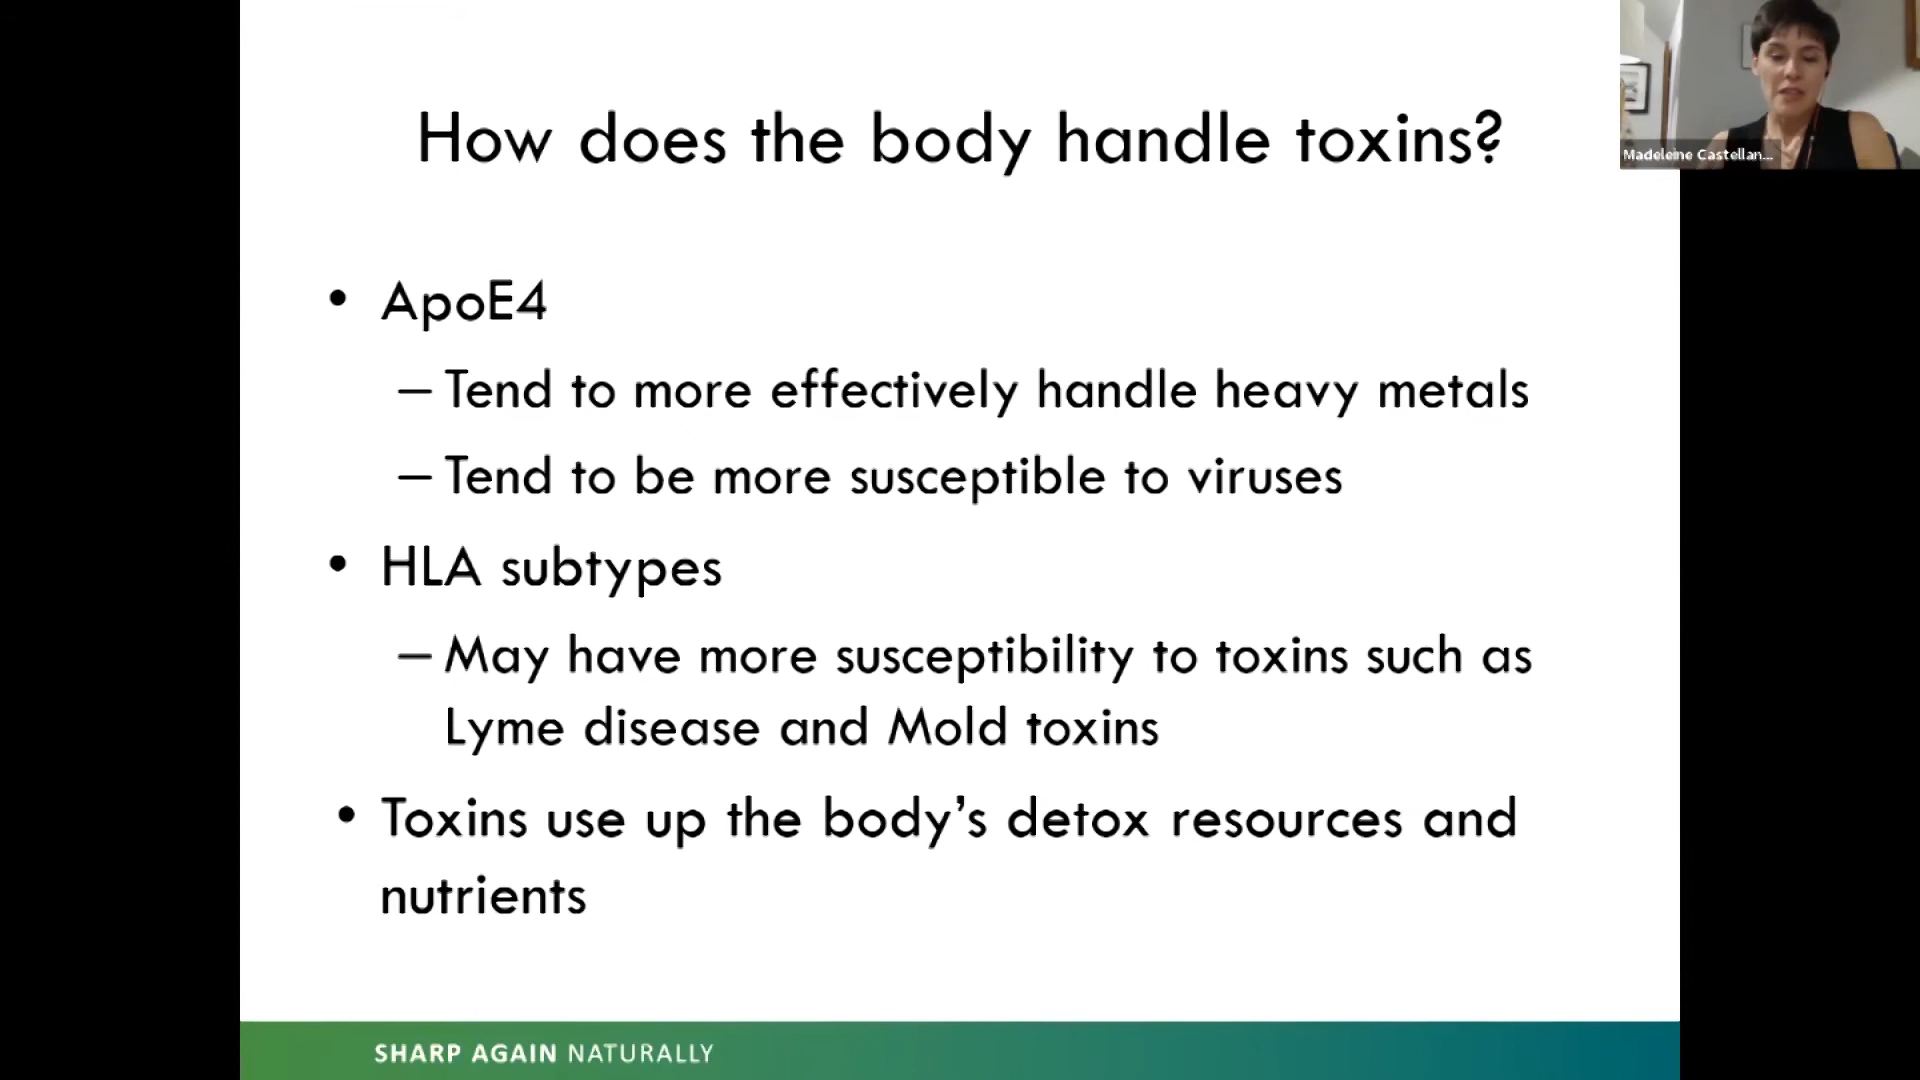 How does the body handle toxins?
Madeleine Castellan...
• ApoE4
– Tend to more effectively handle heavy metals
– Tend to be more susceptible to viruses
• HLA subtypes
– May have more susceptibility to toxins such as
Lyme disease and Mold toxins
• Toxins use up the body’s detox resources and
nutrients
SHARP AGAIN NATURALLY